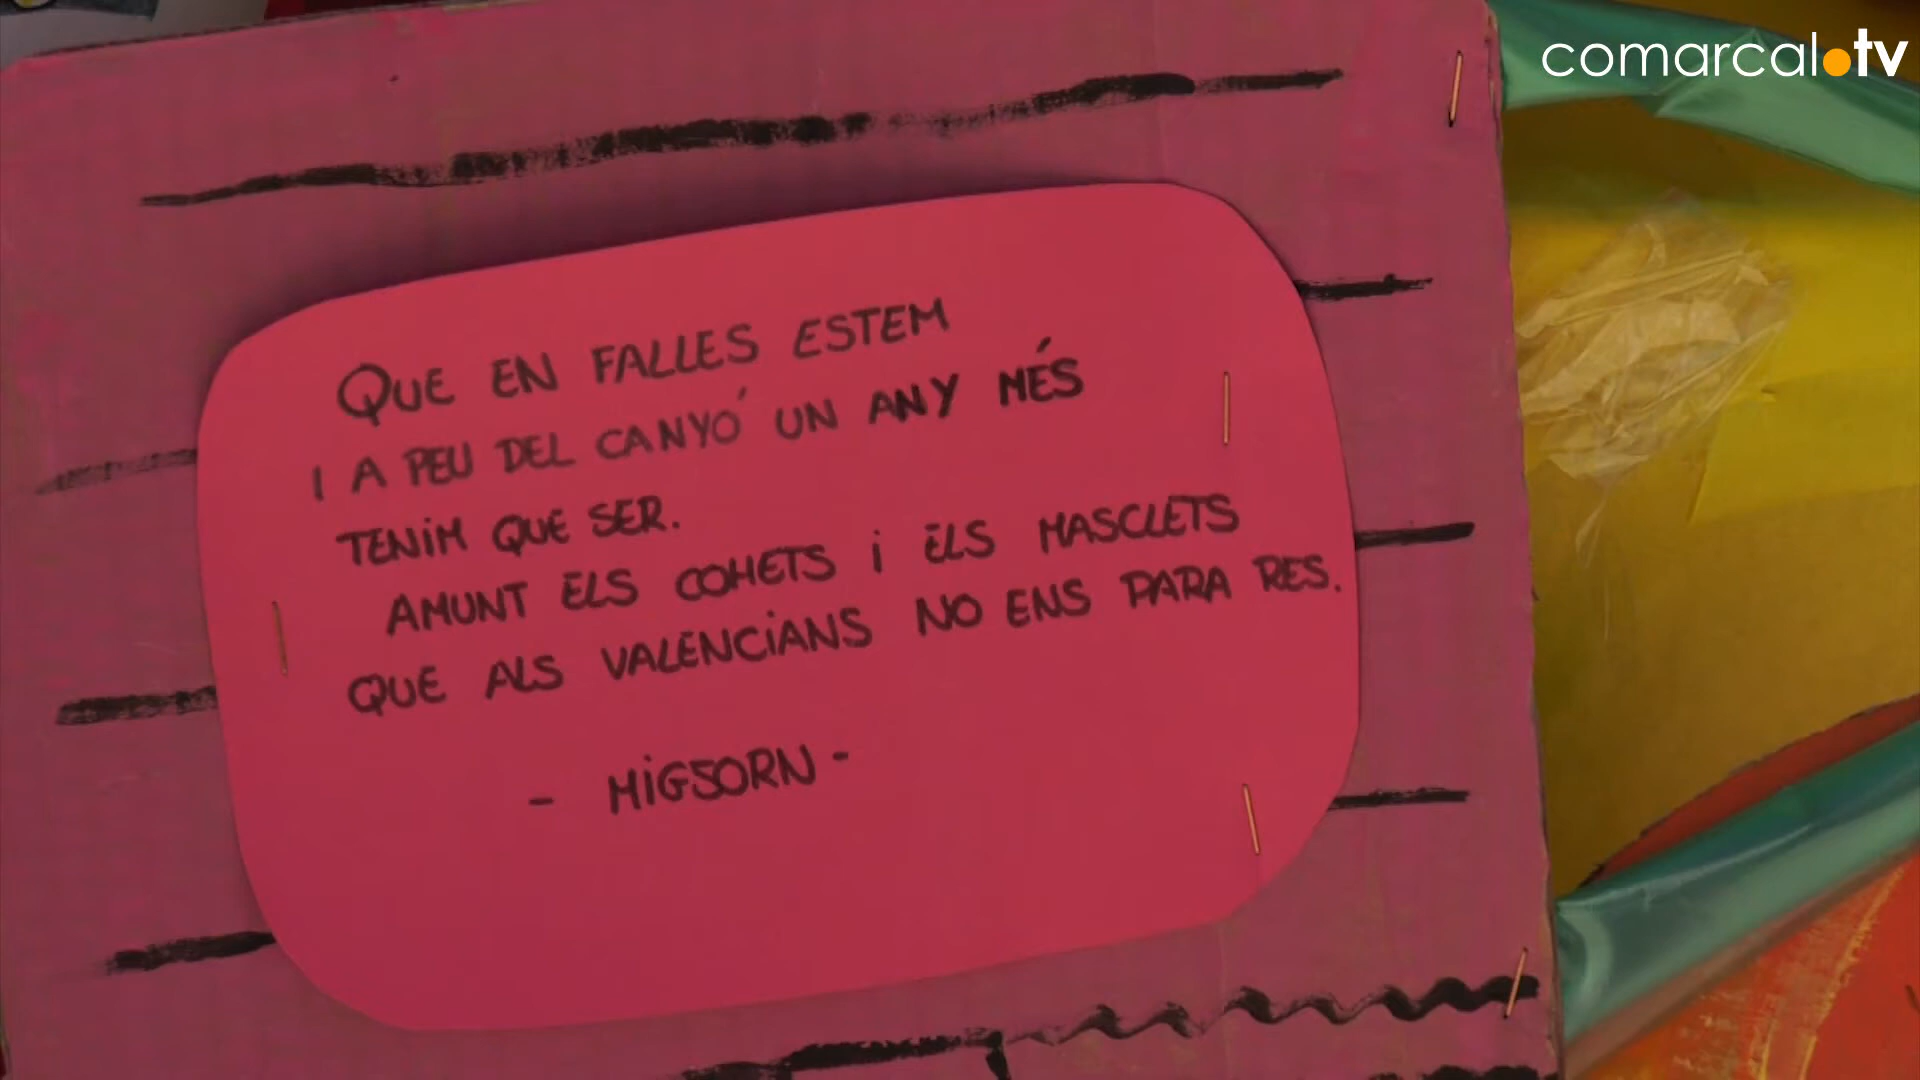 comarcal.tv
QUE EN FALLES ESTEM
I A PEU DEL CANYÓ UN ANY MÉS
TENIM QUE SER.
AMUNT ELS COHETS I ELS MASCLETS
QUE ALS VALENCIANS NO ENS PARA RES.
- MIGSORN -